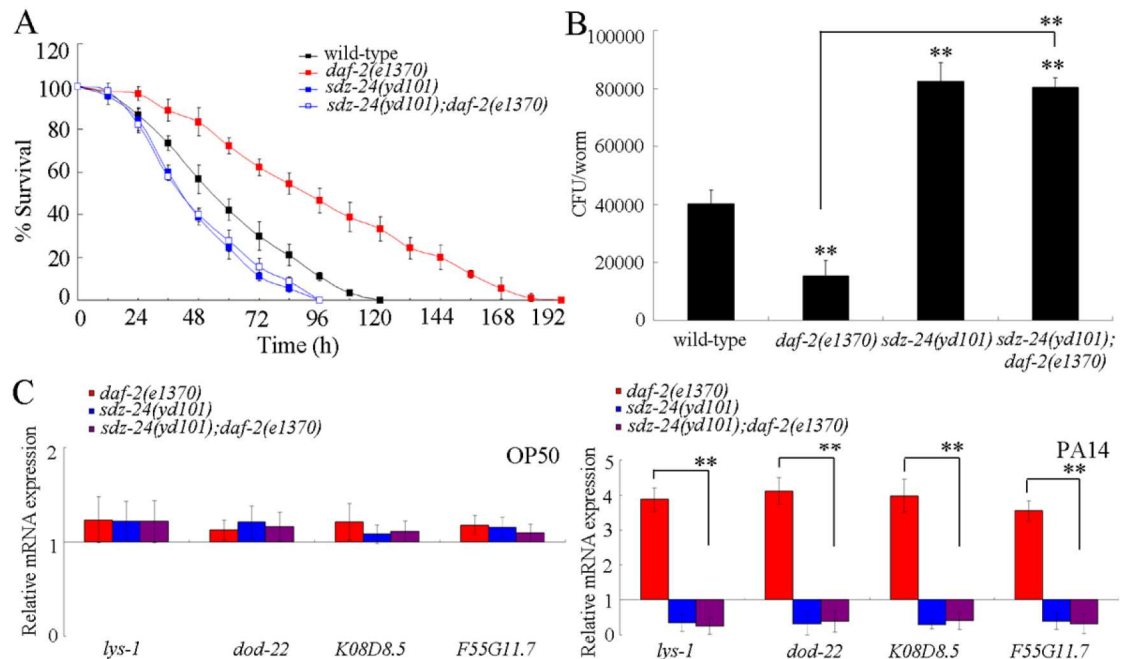 A
wild-type
daf-2(e1370)
sdz-24(yd101)
sdz-24(yd101);daf-2(e1370)
% Survival
120
100
80
60
40
20
0
0 24 48 72 96 120 144 168 192
Time (h)
B
CFU/worm
100000
80000
60000
40000
20000
0
**
**
**
**
wild-type daf-2(e1370) sdz-24(yd101) sdz-24(yd101);
daf-2(e1370)
C
daf-2(e1370)
sdz-24(yd101)
sdz-24(yd101);daf-2(e1370)
OP50
Relative mRNA expression
2
1
0
lys-1 dod-22 K08D8.5 F55G11.7
daf-2(e1370)
sdz-24(yd101)
sdz-24(yd101);daf-2(e1370)
PA14
Relative mRNA expression
5
4
3
2
1
0
** ** ** **
lys-1 dod-22 K08D8.5 F55G11.7